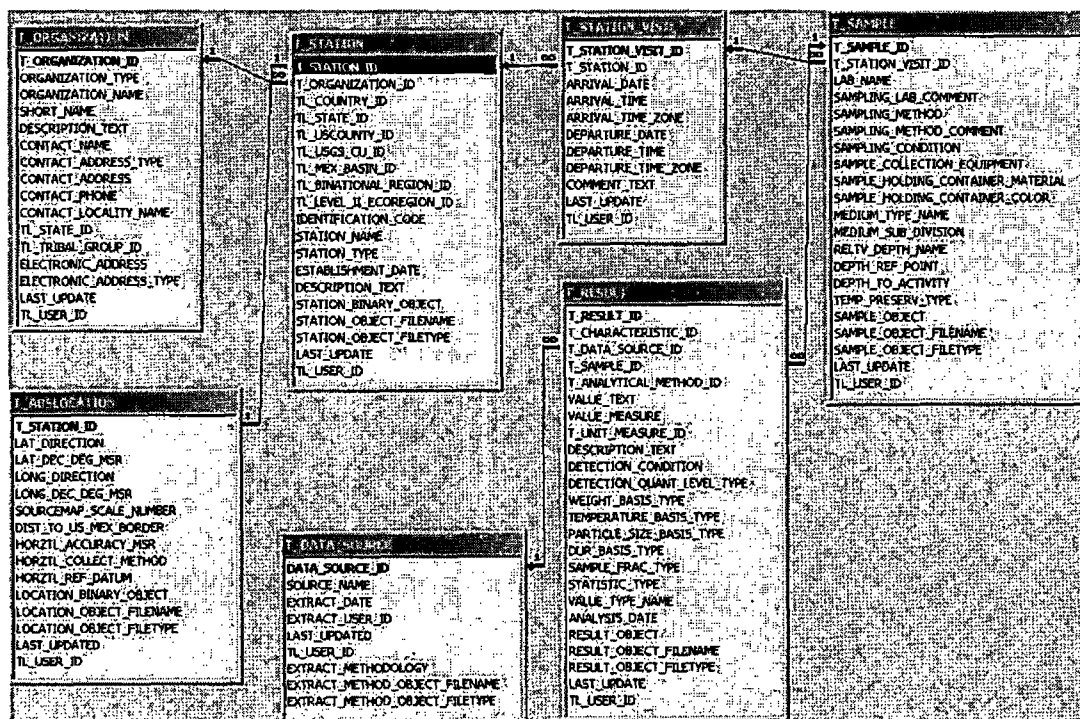 T_ORGANIZATION
T_ORGANIZATION_ID
ORGANIZATION_TYPE
ORGANIZATION_NAME
SHORT_NAME
DESCRIPTION_TEXT
CONTACT_NAME
CONTACT_ADDRESS_TYPE
CONTACT_ADDRESS
CONTACT_PHONE
CONTACT_LOCALITY_NAME
TL_STATE_ID
TL_TRIBAL_GROUP_ID
ELECTRONIC_ADDRESS
ELECTRONIC_ADDRESS_TYPE
LAST_UPDATE
TL_USER_ID
T_STATION
T_STATION_ID
T_ORGANIZATION_ID
TL_COUNTRY_ID
TL_STATE_ID
TL_USCOUNTY_ID
TL_USGS_CU_ID
TL_MEX_BASIN_ID
TL_BINATIONAL_REGION_ID
TL_LEVEL_II_ECOREGION_ID
IDENTIFICATION_CODE
STATION_NAME
STATION_TYPE
ESTABLISHMENT_DATE
DESCRIPTION_TEXT
STATION_BINARY_OBJECT
STATION_OBJECT_FILENAME
STATION_OBJECT_FILETYPE
LAST_UPDATE
TL_USER_ID
T_STATION_VISIT
T_STATION_VISIT_ID
T_STATION_ID
ARRIVAL_DATE
ARRIVAL_TIME
ARRIVAL_TIME_ZONE
DEPARTURE_DATE
DEPARTURE_TIME
DEPARTURE_TIME_ZONE
COMMENT_TEXT
LAST_UPDATE
TL_USER_ID
T_SAMPLE
T_SAMPLE_ID
T_STATION_VISIT_ID
LAB_NAME
SAMPLING_LAB_COMMENT
SAMPLING_METHOD
SAMPLING_METHOD_COMMENT
SAMPLING_CONDITION
SAMPLE_COLLECTION_EQUIPMENT
SAMPLE_HOLDING_CONTAINER_MATERIAL
SAMPLE_HOLDING_CONTAINER_COLOR
MEDIUM_TYPE_NAME
MEDIUM_SUB_DIVISION
RELTV_DEPTH_NAME
DEPTH_REF_POINT
DEPTH_TO_ACTIVITY
TEMP_PRESERV_TYPE
SAMPLE_OBJECT
SAMPLE_OBJECT_FILENAME
SAMPLE_OBJECT_FILETYPE
LAST_UPDATE
TL_USER_ID
T_ADSLOCATION
T_STATION_ID
LAT_DIRECTION
LAT_DEC_DEG_MSR
LONG_DIRECTION
LONG_DEC_DEG_MSR
SOURCEMAP_SCALE_NUMBER
DIST_TO_US_MEX_BORDER
HORZTL_ACCURACY_MSR
HORZTL_COLLECT_METHOD
HORZTL_REF_DATUM
LOCATION_BINARY_OBJECT
LOCATION_OBJECT_FILENAME
LOCATION_OBJECT_FILETYPE
LAST_UPDATED
TL_USER_ID
T_DATA_SOURCE
DATA_SOURCE_ID
SOURCE_NAME
EXTRACT_DATE
EXTRACT_USER_ID
LAST_UPDATED
TL_USER_ID
EXTRACT_METHODOLOGY
EXTRACT_METHOD_OBJECT_FILENAME
EXTRACT_METHOD_OBJECT_FILETYPE
T_RESULT
T_RESULT_ID
T_CHARACTERISTIC_ID
T_DATA_SOURCE_ID
T_SAMPLE_ID
T_ANALYTICAL_METHOD_ID
VALUE_TEXT
VALUE_MEASURE
T_UNIT_MEASURE_ID
DESCRIPTION_TEXT
DETECTION_CONDITION
DETECTION_QUANT_LEVEL_TYPE
WEIGHT_BASIS_TYPE
TEMPERATURE_BASIS_TYPE
PARTICLE_SIZE_BASIS_TYPE
DUR_BASIS_TYPE
SAMPLE_FRAC_TYPE
STATISTIC_TYPE
VALUE_TYPE_NAME
ANALYSIS_DATE
RESULT_OBJECT
RESULT_OBJECT_FILENAME
RESULT_OBJECT_FILETYPE
LAST_UPDATE
TL_USER_ID